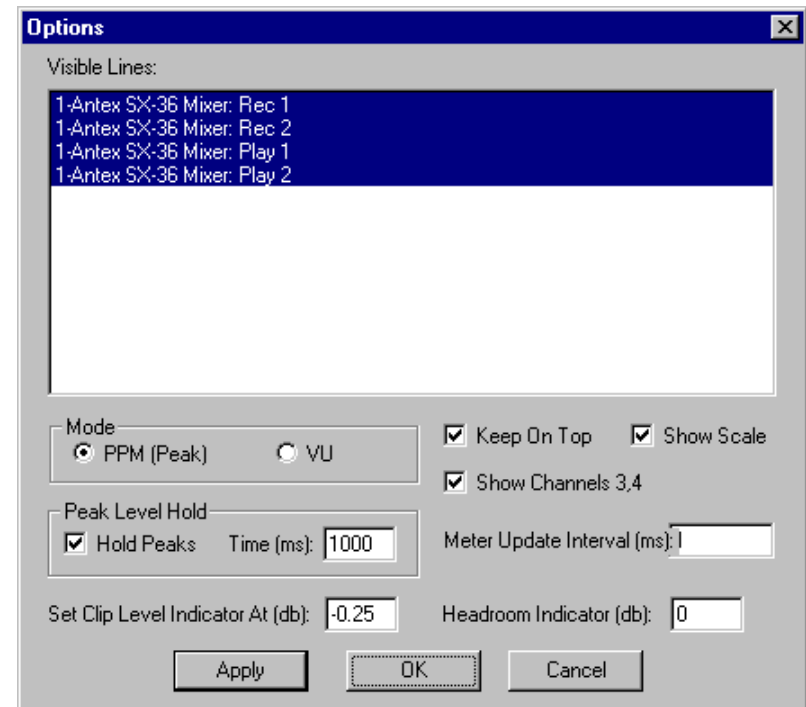 Options
Visible Lines:
1-Antex SX-36 Mixer: Rec 1
1-Antex SX-36 Mixer: Rec 2
1-Antex SX-36 Mixer: Play 1
1-Antex SX-36 Mixer: Play 2
Mode
PPM (Peak)
VU
Keep On Top
Show Scale
Show Channels 3,4
Peak Level Hold
Hold Peaks
Time (ms): 1000
Meter Update Interval (ms):
Set Clip Level Indicator At (db): -0.25
Headroom Indicator (db): 0
Apply
OK
Cancel